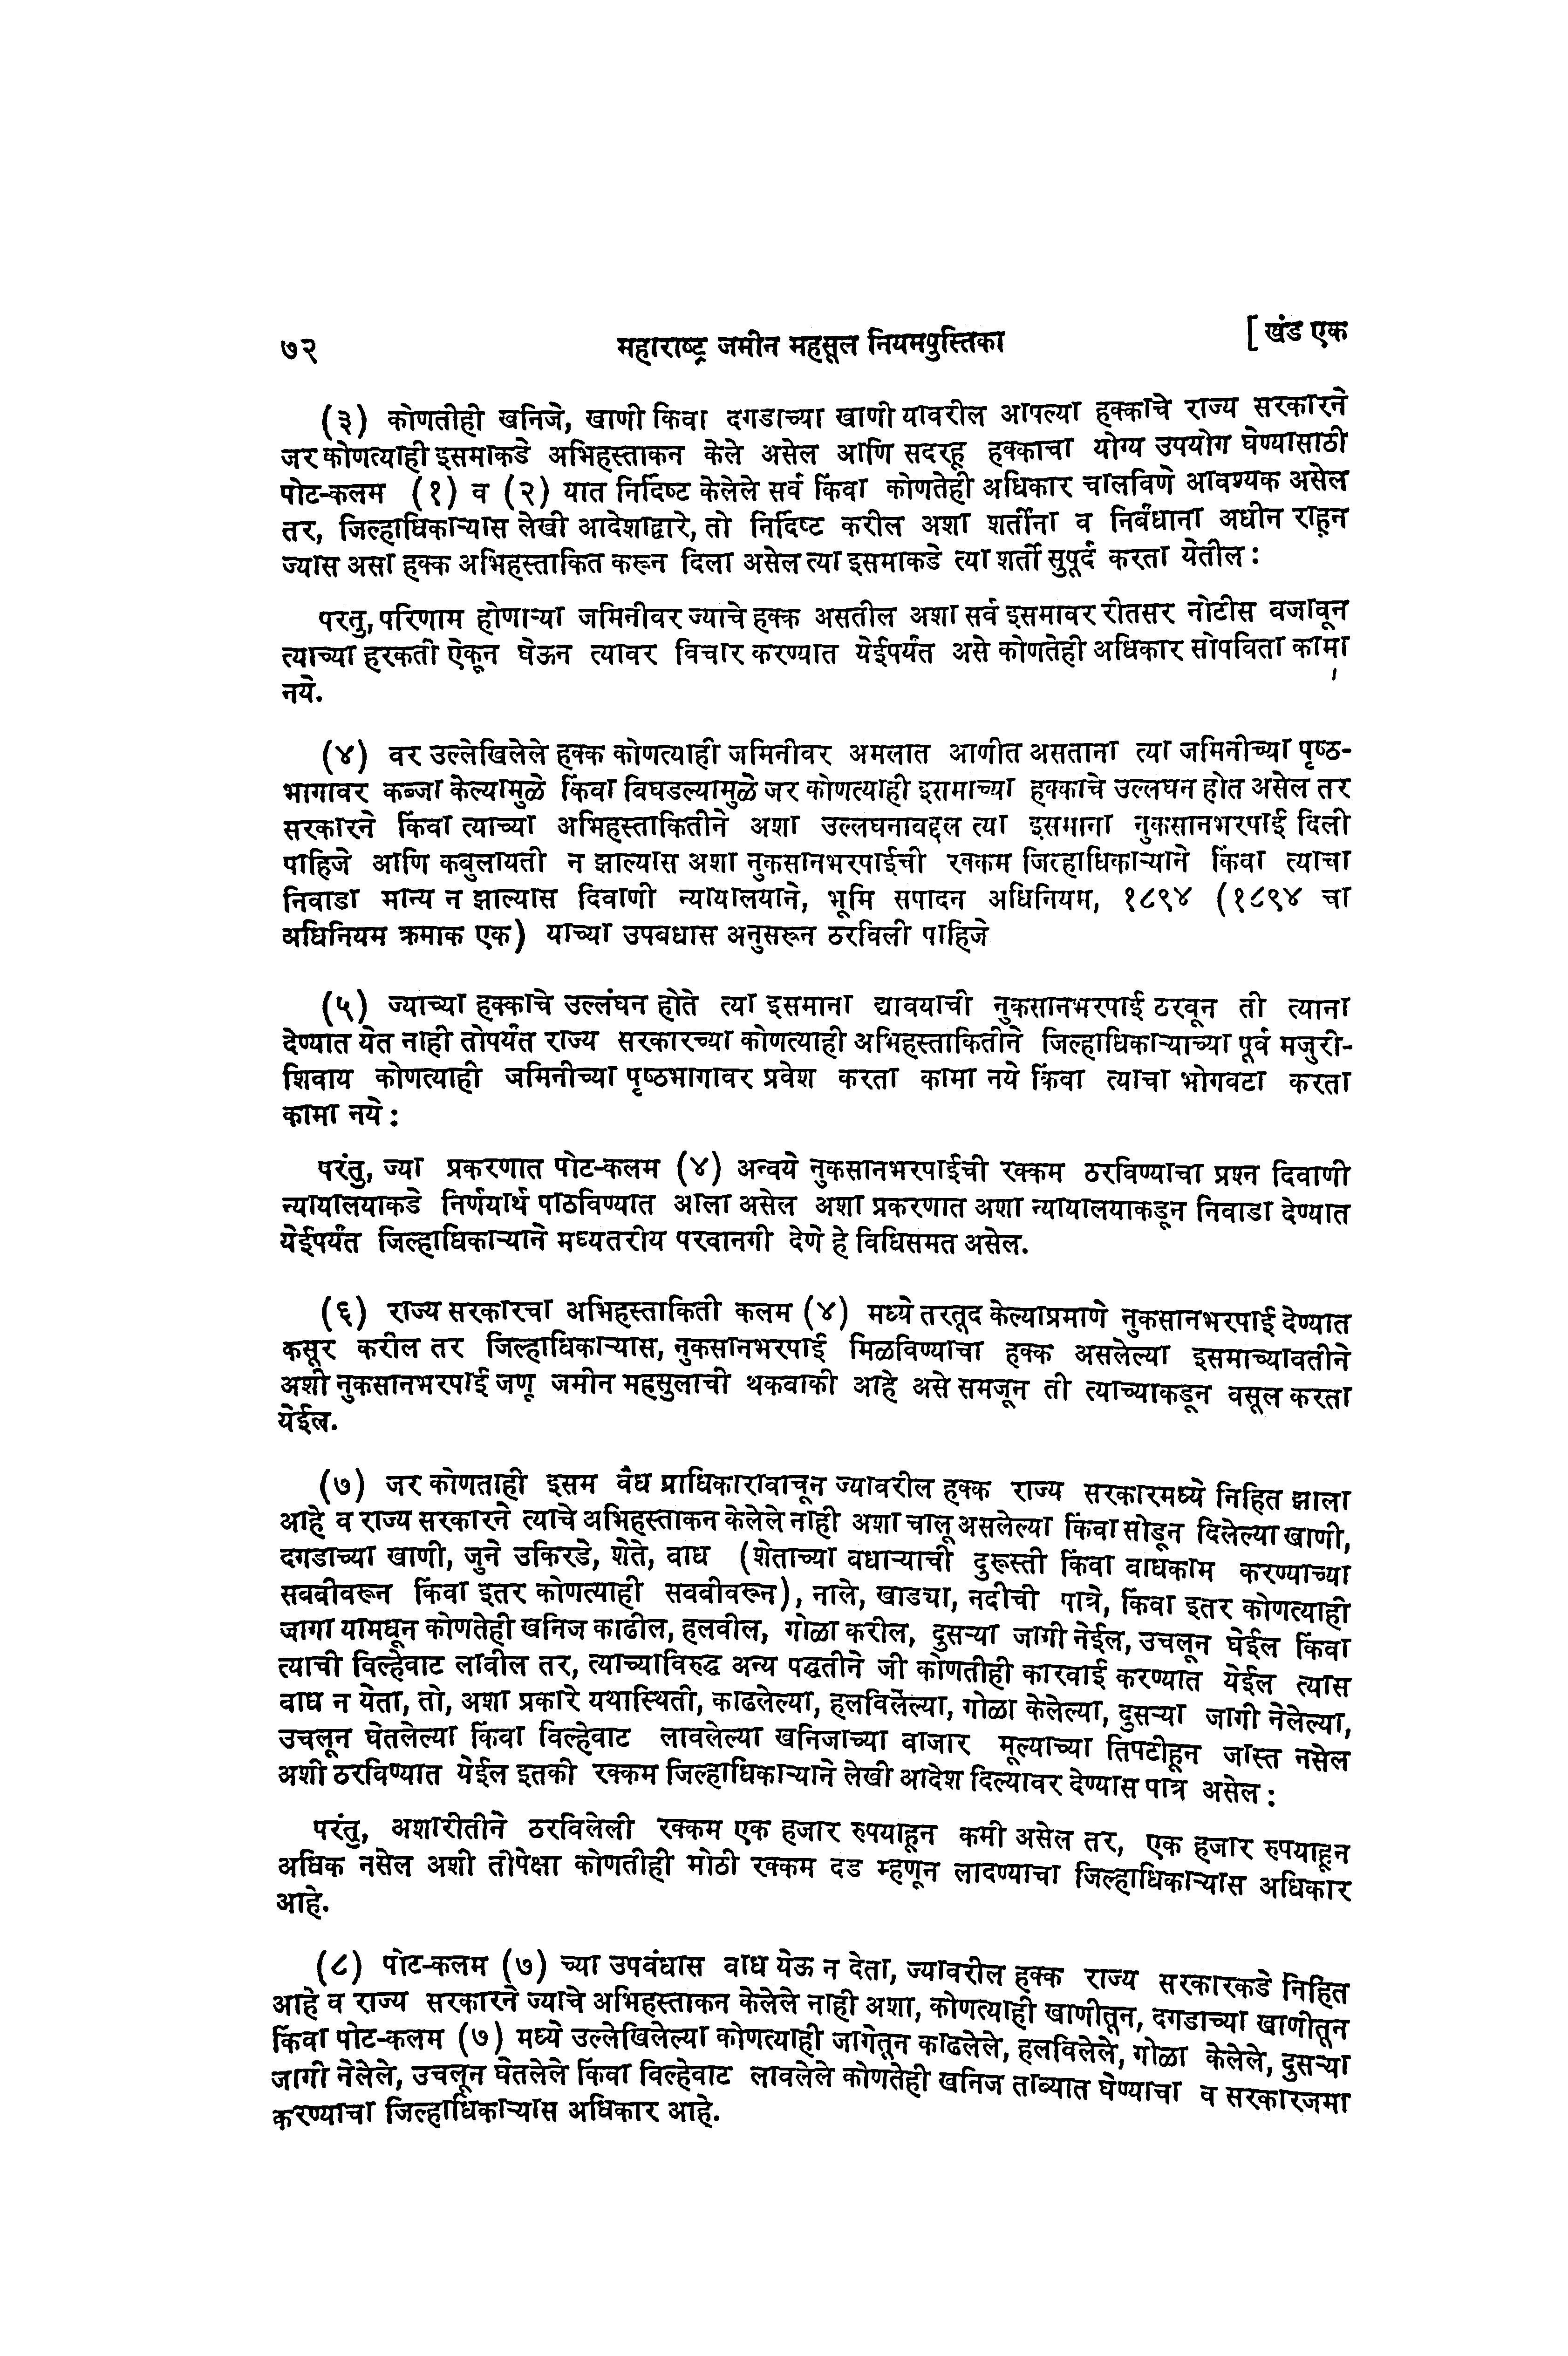 ७२ महाराष्ट्र जमीन महसूल नियमपुस्तिका [ खंड एक
(३) कोणतीही खनिजे, खाणी किवा दगडाच्या खाणी यावरील आपल्या हक्काचे राज्य सरकारने
जर कोणत्याही इसमाकडे अभिहस्ताकन केले असेल आणि सदरहू हक्काचा योग्य उपयोग घेण्यासाठी
पोट-कलम (१) व (२) यात निर्दिष्ट केलेले सर्व किंवा कोणतेही अधिकार चालविणे आवश्यक असेल
तर, जिल्हाधिकाऱ्यास लेखी आदेशाद्वारे, तो निर्दिष्ट करील अशा शर्तीना व निर्बंधाना अधीन राहून
ज्यास असा हक्क अभिहस्ताकित करून दिला असेल त्या इसमाकडे त्या शर्ती सुपूर्द करता येतील :
परतु, परिणाम होणाऱ्या जमिनीवर ज्याचे हक्क असतील अशा सर्व इसमावर रीतसर नोटीस वजावून
त्याच्या हरकती ऐकून घेऊन त्यावर विचार करण्यात येईपर्यंत असे कोणतेही अधिकार सोपविता कामा
नये.
(४) वर उल्लेखिलेले हक्क कोणत्याही जमिनीवर अमलात आणीत असताना त्या जमिनीच्या पृष्ठ-
भागावर कब्जा केल्यामुळे किंवा बिघडल्यामुळे जर कोणत्याही इसमाच्या हक्काचे उल्लघन होत असेल तर
सरकारने किंवा त्याच्या अभिहस्ताकितीने अशा उल्लघनाबद्दल त्या इसमाना नुकसानभरपाई दिली
पाहिजे आणि कबुलायती न झाल्यास अशा नुकसानभरपाईची रक्कम जिल्हाधिकाऱ्याने किंवा त्याचा
निवाडा मान्य न झाल्यास दिवाणी न्यायालयाने, भूमि सपादन अधिनियम, १८९४ (१८९४ चा
अधिनियम क्रमाक एक) याच्या उपबधास अनुसरून ठरविली पाहिजे
(५) ज्याच्या हक्काचे उल्लंघन होते त्या इसमाना द्यावयाची नुकसानभरपाई ठरवून ती त्याना
देण्यात येत नाही तोपर्यंत राज्य सरकारच्या कोणत्याही अभिहस्ताकितीने जिल्हाधिकाऱ्याच्या पूर्व मजुरी-
शिवाय कोणत्याही जमिनीच्या पृष्ठभागावर प्रवेश करता कामा नये किंवा त्याचा भोगवटा करता
कामा नये :
परंतु, ज्या प्रकरणात पोट-कलम (४) अन्वये नुकसानभरपाईची रक्कम ठरविण्याचा प्रश्न दिवाणी
न्यायालयाकडे निर्णयार्थ पाठविण्यात आला असेल अशा प्रकरणात अशा न्यायालयाकडून निवाडा देण्यात
येईपर्यंत जिल्हाधिकाऱ्याने मध्यतरीय परवानगी देणे हे विधिसमत असेल.
(६) राज्य सरकारचा अभिहस्ताकिती कलम (४) मध्ये तरतूद केल्याप्रमाणे नुकसानभरपाई देण्यात
कसूर करील तर जिल्हाधिकाऱ्यास, नुकसानभरपाई मिळविण्याचा हक्क असलेल्या इसमाच्यावतीने
अशी नुकसानभरपाई जणू जमीन महसुलाची थकबाकी आहे असे समजून ती त्याच्याकडून वसूल करता
येईल.
(७) जर कोणताही इसम वैध प्राधिकारावाचून ज्यावरील हक्क राज्य सरकारमध्ये निहित झाला
आहे व राज्य सरकारने त्याचे अभिहस्ताकन केलेले नाही अशा चालू असलेल्या किंवा सोडून दिलेल्या खाणी,
दगडाच्या खाणी, जुने उकिरडे, शेते, वाध (शेताच्या वधाऱ्याची दुरूस्ती किंवा वाधकाम करण्याच्या
सबबीवरून किंवा इतर कोणत्याही सबबीवरून), नाले, खाड्या, नदीची पात्रे, किंवा इतर कोणत्याही
जागा यामधून कोणतेही खनिज काढील, हलवील, गोळा करील, दुसऱ्या जागी नेईल, उचलून घेईल किंवा
त्याची विल्हेवाट लावील तर, त्याच्याविरुद्ध अन्य पद्धतीने जी कोणतीही कारवाई करण्यात येईल त्यास
बाध न येता, तो, अशा प्रकारे यथास्थिती, काढलेल्या, हलविलेल्या, गोळा केलेल्या, दुसऱ्या जागी नेलेल्या,
उचलून घेतलेल्या किंवा विल्हेवाट लावलेल्या खनिजाच्या बाजार मूल्याच्या तिपटीहून जास्त नसेल
अशी ठरविण्यात येईल इतकी रक्कम जिल्हाधिकाऱ्याने लेखी आदेश दिल्यावर देण्यास पात्र असेल :
परंतु, अशारीतीने ठरविलेली रक्कम एक हजार रुपयाहून कमी असेल तर, एक हजार रुपयाहून
अधिक नसेल अशी तीपेक्षा कोणतीही मोठी रक्कम दड म्हणून लादण्याचा जिल्हाधिकाऱ्यास अधिकार
आहे.
(८) पोट-कलम (७) च्या उपवंधास वाध येऊ न देता, ज्यावरील हक्क राज्य सरकारकडे निहित
आहे व राज्य सरकारने ज्याचे अभिहस्ताकन केलेले नाही अशा, कोणत्याही खाणीतून, दगडाच्या खाणीतून
किंवा पोट-कलम (७) मध्ये उल्लेखिलेल्या कोणत्याही जागेतून काढलेले, हलविलेले, गोळा केलेले, दुसऱ्या
जागी नेलेले, उचलून घेतलेले किंवा विल्हेवाट लावलेले कोणतेही खनिज ताब्यात घेण्याचा व सरकारजमा
करण्याचा जिल्हाधिकाऱ्यास अधिकार आहे.